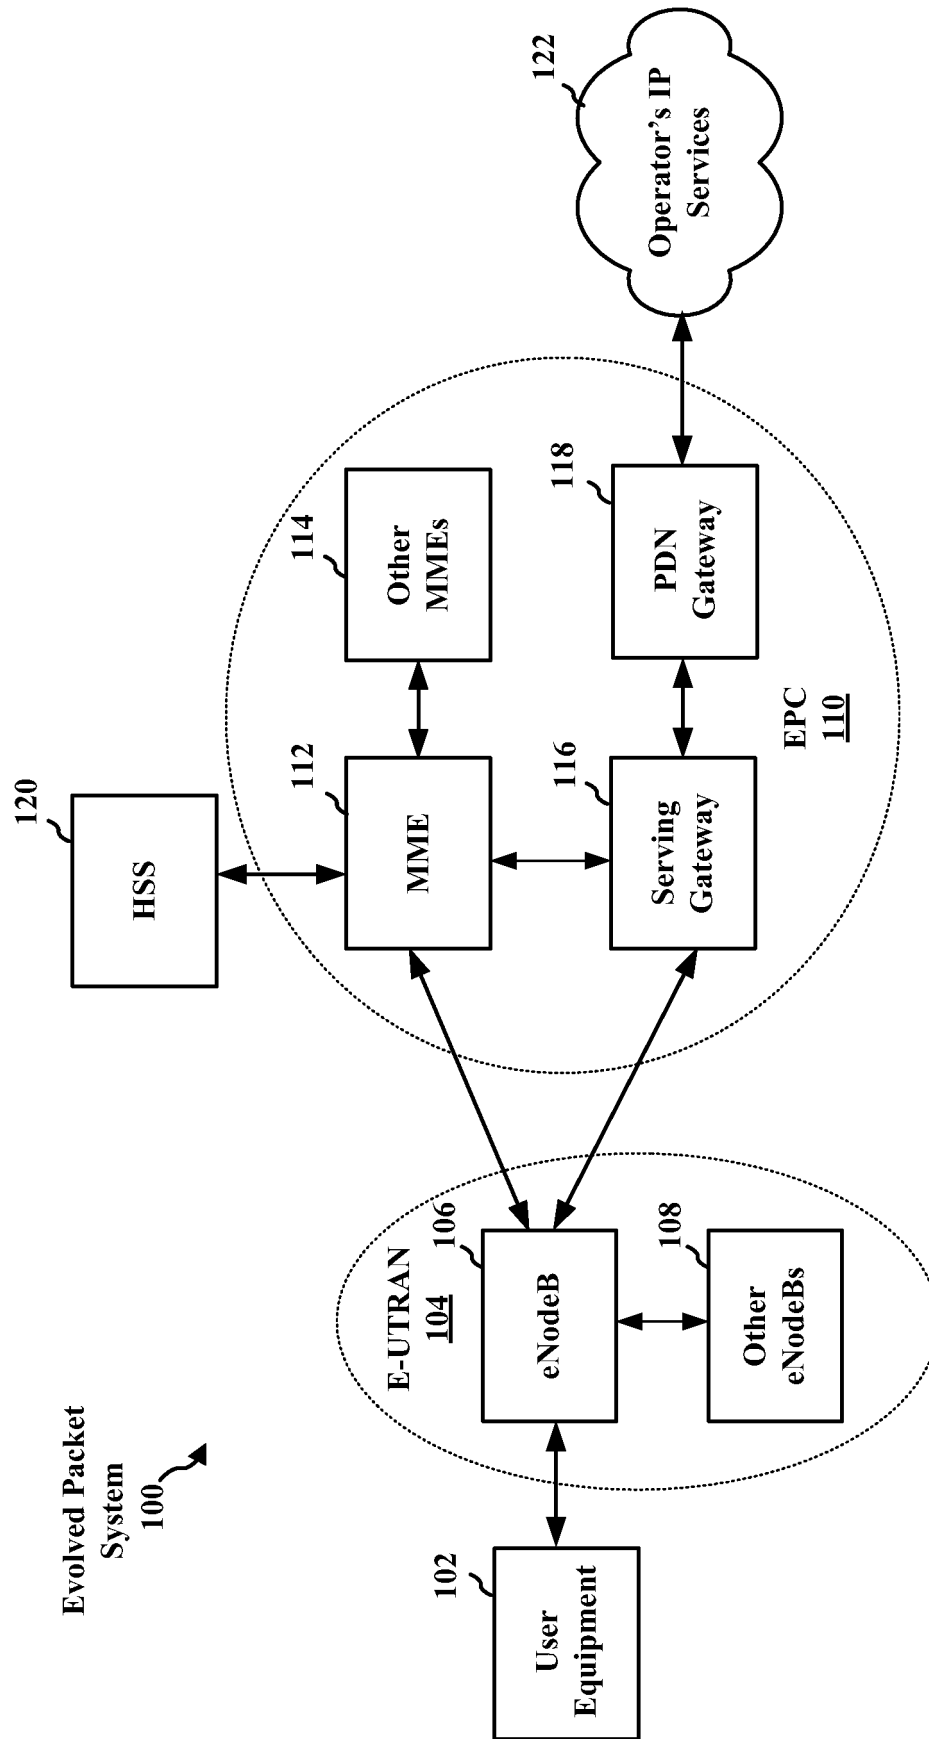 Evolved Packet
System
100
120
HSS
E-UTRAN
104
102
User
Equipment
106
eNodeB
108
Other
eNodeBs
112
MME
114
Other
MMEs
116
Serving
Gateway
118
PDN
Gateway
EPC
110
122
Operator’s IP
Services